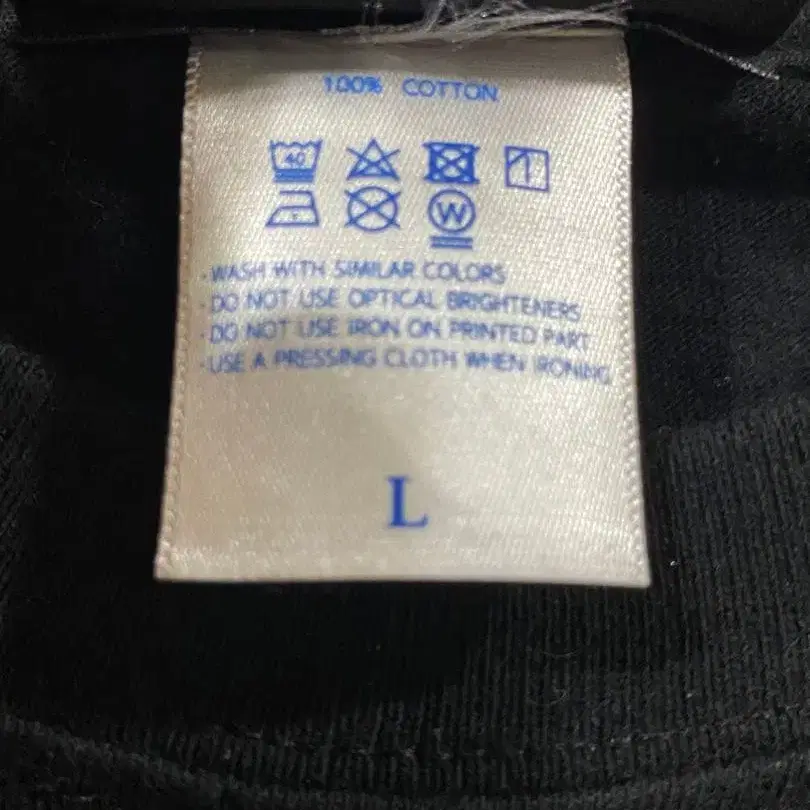 100% COTTON
40
W
· WASH WITH SIMILAR COLORS
· DO NOT USE OPTICAL BRIGHTENERS
· DO NOT USE IRON ON PRINTED PART
· USE A PRESSING CLOTH WHEN IRONING
L